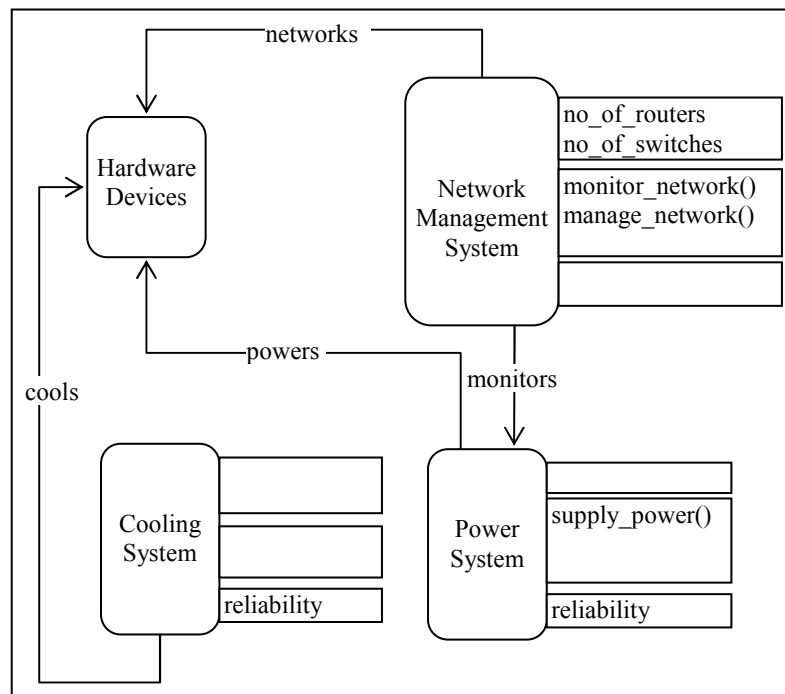 networks
no_of_routers
no_of_switches
Hardware
Devices
Network
Management
System
monitor_network()
manage_network()
powers
monitors
cools
Cooling
System
reliability
Power
System
supply_power()
reliability